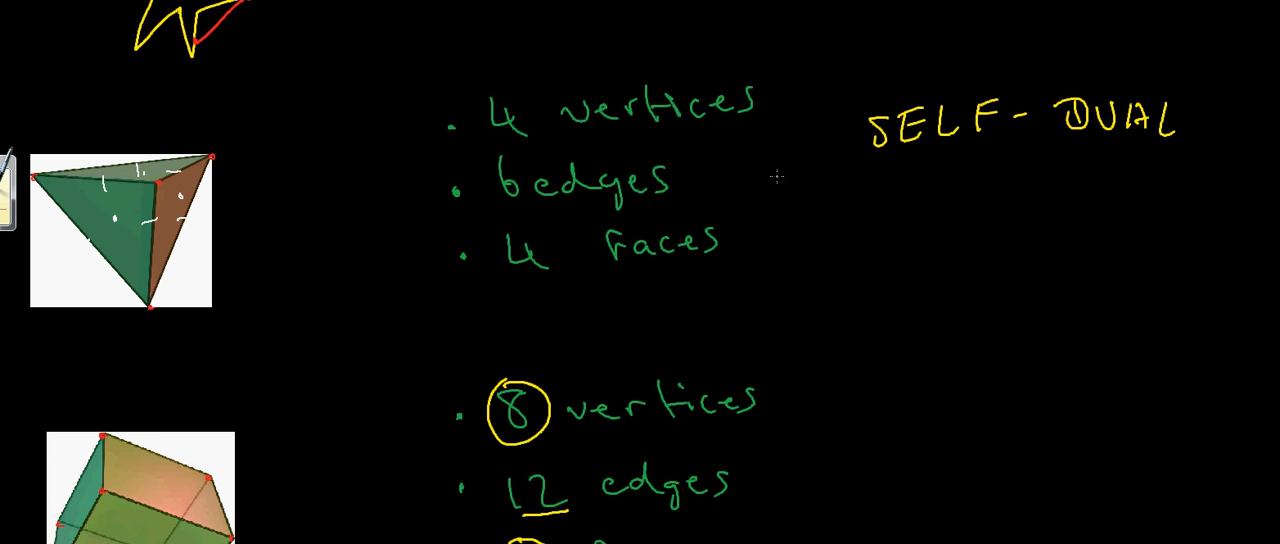 . 4 vertices
SELF-DUAL
. 6 edges
. 4 faces
. 8 vertices
. 12 edges